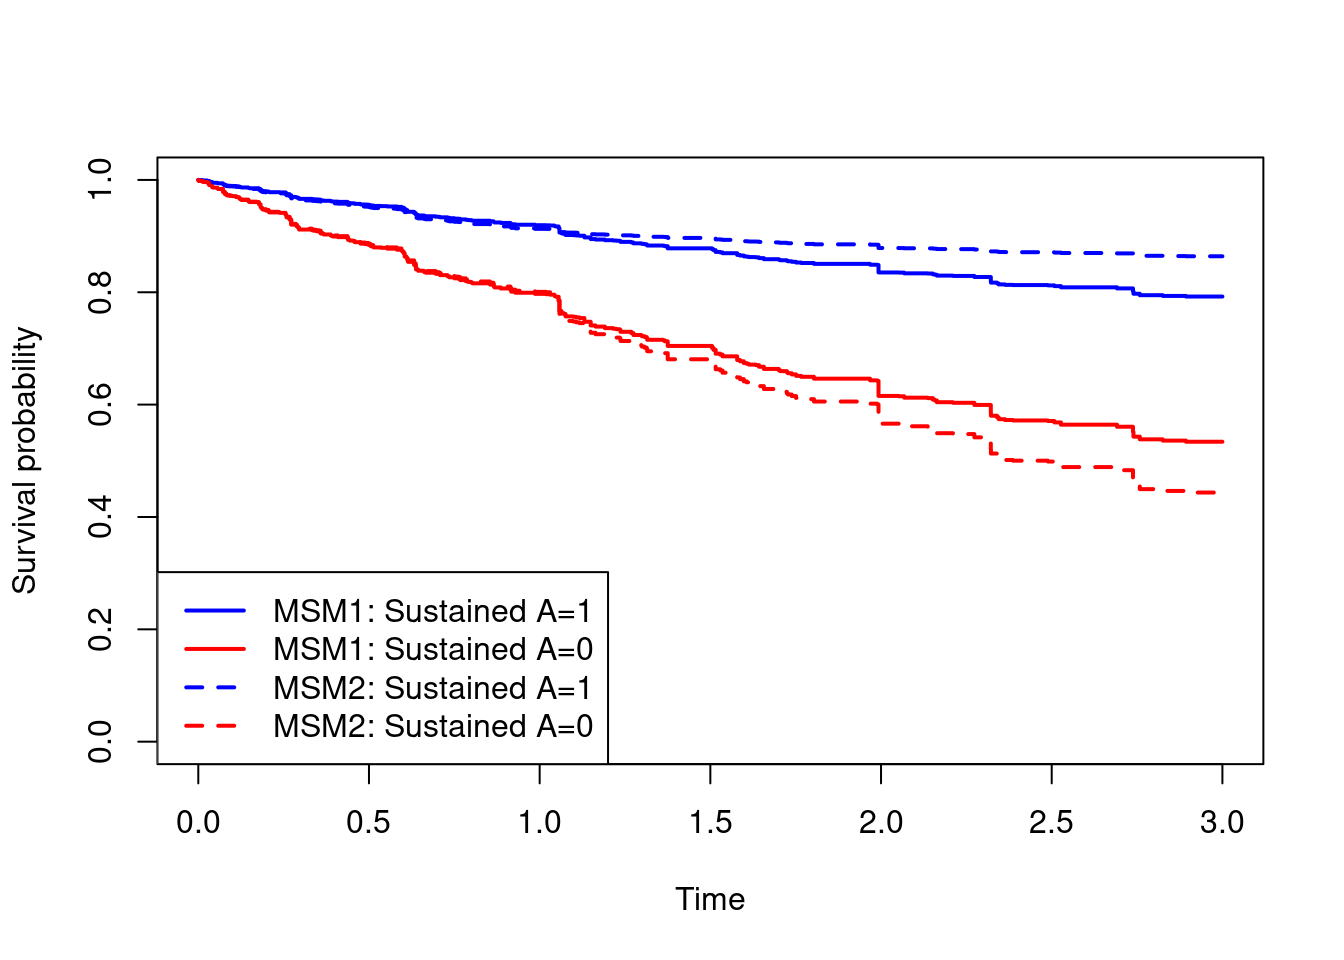 Survival probability
1.0
0.8
0.6
0.4
0.2
0.0
MSM1: Sustained A=1
MSM1: Sustained A=0
MSM2: Sustained A=1
MSM2: Sustained A=0
0.0 0.5 1.0 1.5 2.0 2.5 3.0
Time